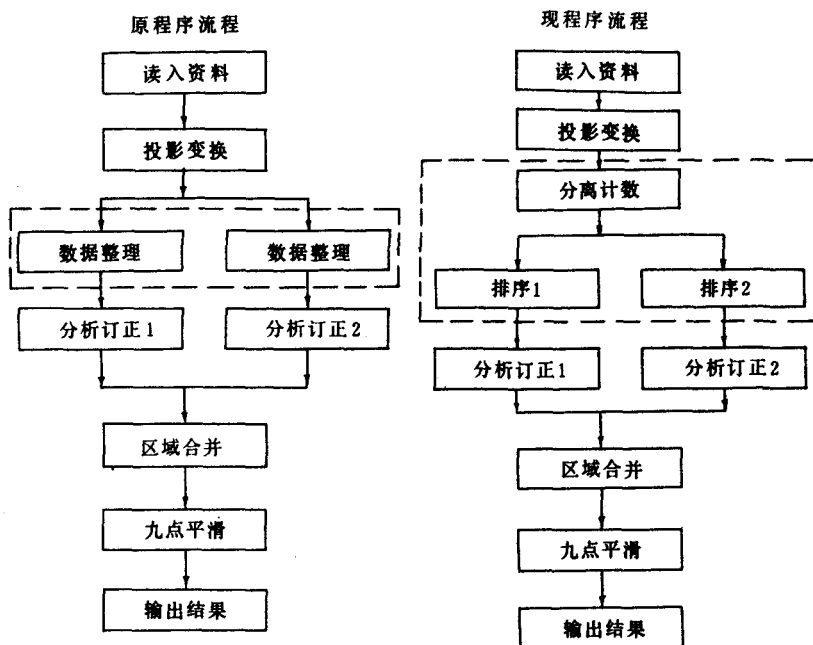 原程序流程
读入资料
投影变换
数据整理
数据整理
分析订正1
分析订正2
区域合并
九点平滑
输出结果
现程序流程
读入资料
投影变换
分离计数
排序1
排序2
分析订正1
分析订正2
区域合并
九点平滑
输出结果